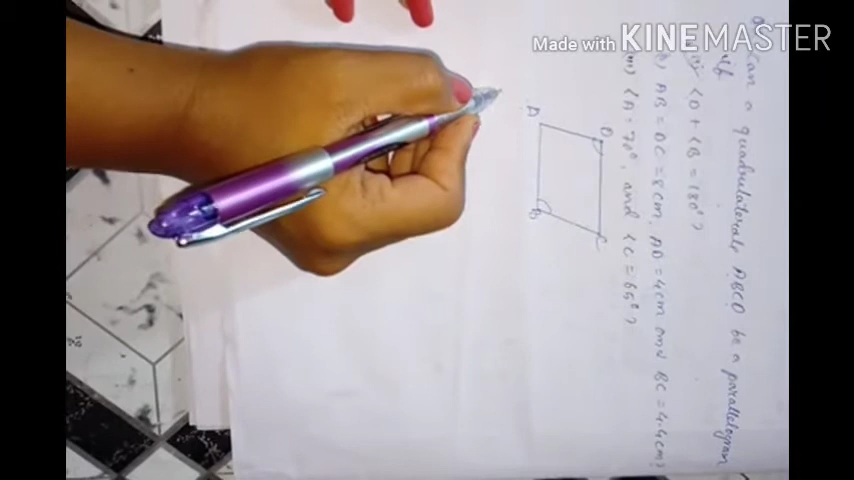 Made with KINEMASTER
Q. Can a quadrilateral ABCD be a parallelogram
if
(i) ∠D + ∠B = 180° ?
(ii) AB = DC = 8cm, AD = 4cm and BC = 4.4cm?
(iii) ∠A = 70°, and ∠C = 65° ?
D
C
A
B